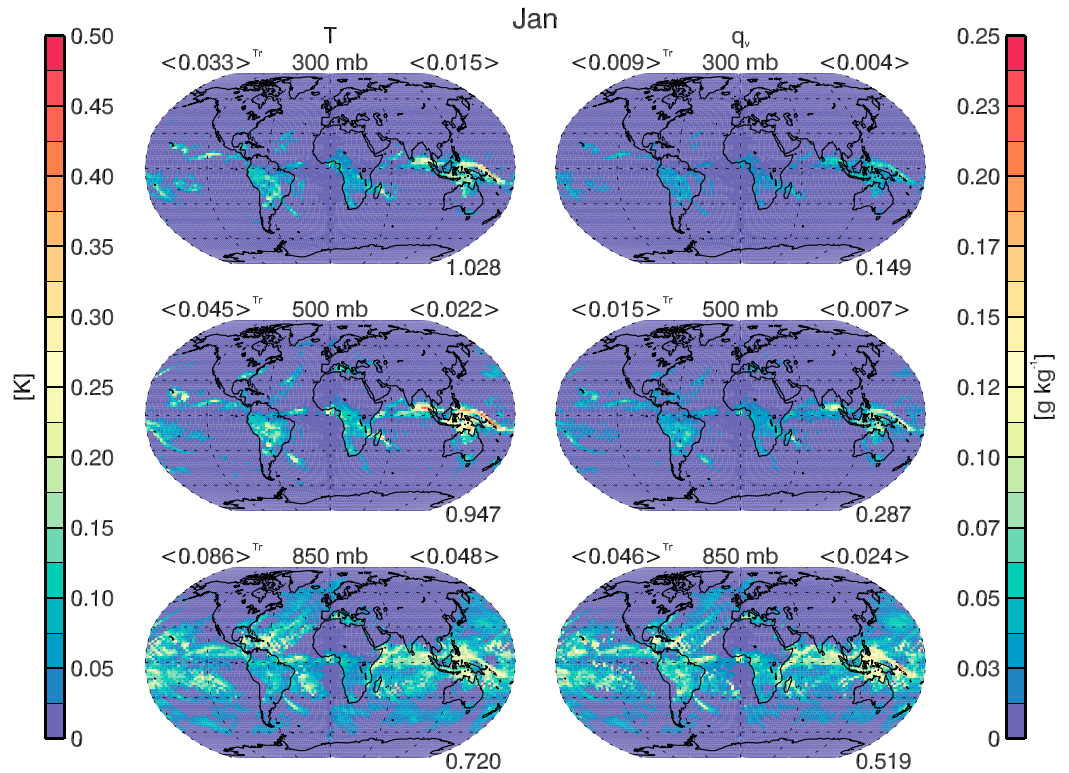 Jan
T
<0.033>Tr 300 mb <0.015>
1.028
<0.045>Tr 500 mb <0.022>
0.947
<0.086>Tr 850 mb <0.048>
0.720
qv
<0.009>Tr 300 mb <0.004>
0.149
<0.015>Tr 500 mb <0.007>
0.287
<0.046>Tr 850 mb <0.024>
0.519
0.50
0.45
0.40
0.35
0.30
0.25
0.20
0.15
0.10
0.05
0
[K]
0.25
0.23
0.20
0.17
0.15
0.12
0.10
0.07
0.05
0.03
0
[g kg-1]